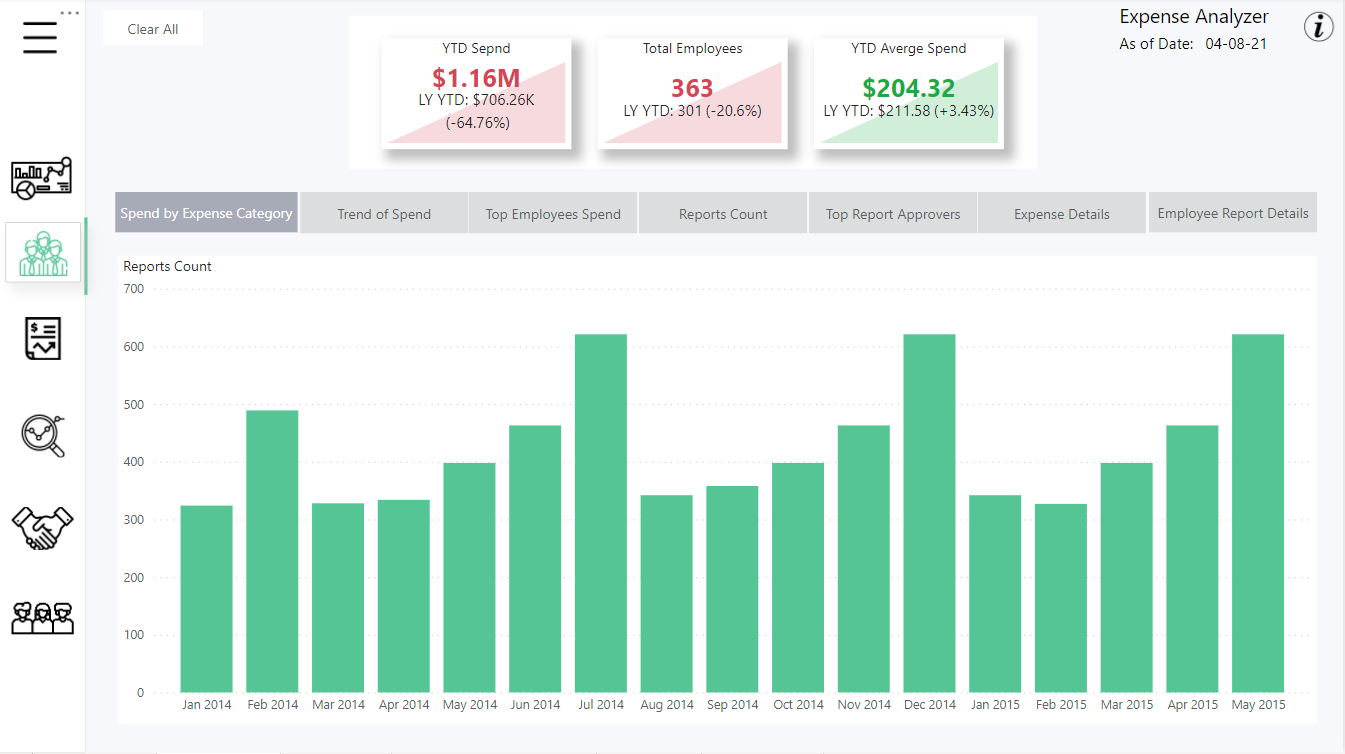 Clear All
YTD Sepnd
$1.16M
LY YTD: $706.26K
(-64.76%)
Total Employees
363
LY YTD: 301 (-20.6%)
YTD Averge Spend
$204.32
LY YTD: $211.58 (+3.43%)
Expense Analyzer
As of Date: 04-08-21
i
Spend by Expense Category
Trend of Spend
Top Employees Spend
Reports Count
Top Report Approvers
Expense Details
Employee Report Details
Reports Count
700
600
500
400
300
200
100
0
Jan 2014 Feb 2014 Mar 2014 Apr 2014 May 2014 Jun 2014 Jul 2014 Aug 2014 Sep 2014 Oct 2014 Nov 2014 Dec 2014 Jan 2015 Feb 2015 Mar 2015 Apr 2015 May 2015
$